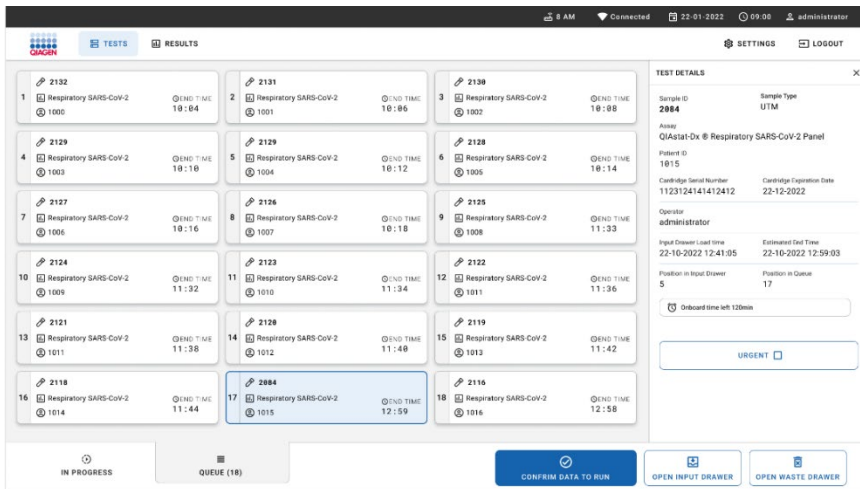 8 AM Connected 22-01-2022 09:00 administrator
QIAGEN TESTS RESULTS SETTINGS LOGOUT
1 2132 Respiratory SARS-CoV-2 1000 END TIME 10:04
2 2131 Respiratory SARS-CoV-2 1001 END TIME 10:06
3 2130 Respiratory SARS-CoV-2 1002 END TIME 10:08
4 2129 Respiratory SARS-CoV-2 1003 END TIME 10:10
5 2129 Respiratory SARS-CoV-2 1004 END TIME 10:12
6 2128 Respiratory SARS-CoV-2 1005 END TIME 10:14
7 2127 Respiratory SARS-CoV-2 1006 END TIME 10:16
8 2126 Respiratory SARS-CoV-2 1007 END TIME 10:18
9 2125 Respiratory SARS-CoV-2 1008 END TIME 11:33
10 2124 Respiratory SARS-CoV-2 1009 END TIME 11:32
11 2123 Respiratory SARS-CoV-2 1010 END TIME 11:34
12 2122 Respiratory SARS-CoV-2 1011 END TIME 11:36
13 2121 Respiratory SARS-CoV-2 1011 END TIME 11:38
14 2120 Respiratory SARS-CoV-2 1012 END TIME 11:40
15 2119 Respiratory SARS-CoV-2 1013 END TIME 11:42
16 2118 Respiratory SARS-CoV-2 1014 END TIME 11:44
17 2084 Respiratory SARS-CoV-2 1015 END TIME 12:59
18 2116 Respiratory SARS-CoV-2 1016 END TIME 12:58
TEST DETAILS
Sample ID Sample Type
2084 UTM
Assay
QIAstat-Dx ® Respiratory SARS-CoV-2 Panel
Patient ID
1015
Cardridge Serial Number Cardridge Expiration Date
1123124141412412 22-12-2022
Operator
administrator
Input Drawer Load time Estimated End Time
22-10-2022 12:41:05 22-10-2022 12:59:03
Position in Input Drawer Position in Queue
5 17
Onboard time left 120min
URGENT
IN PROGRESS QUEUE (18) CONFRIM DATA TO RUN OPEN INPUT DRAWER OPEN WASTE DRAWER